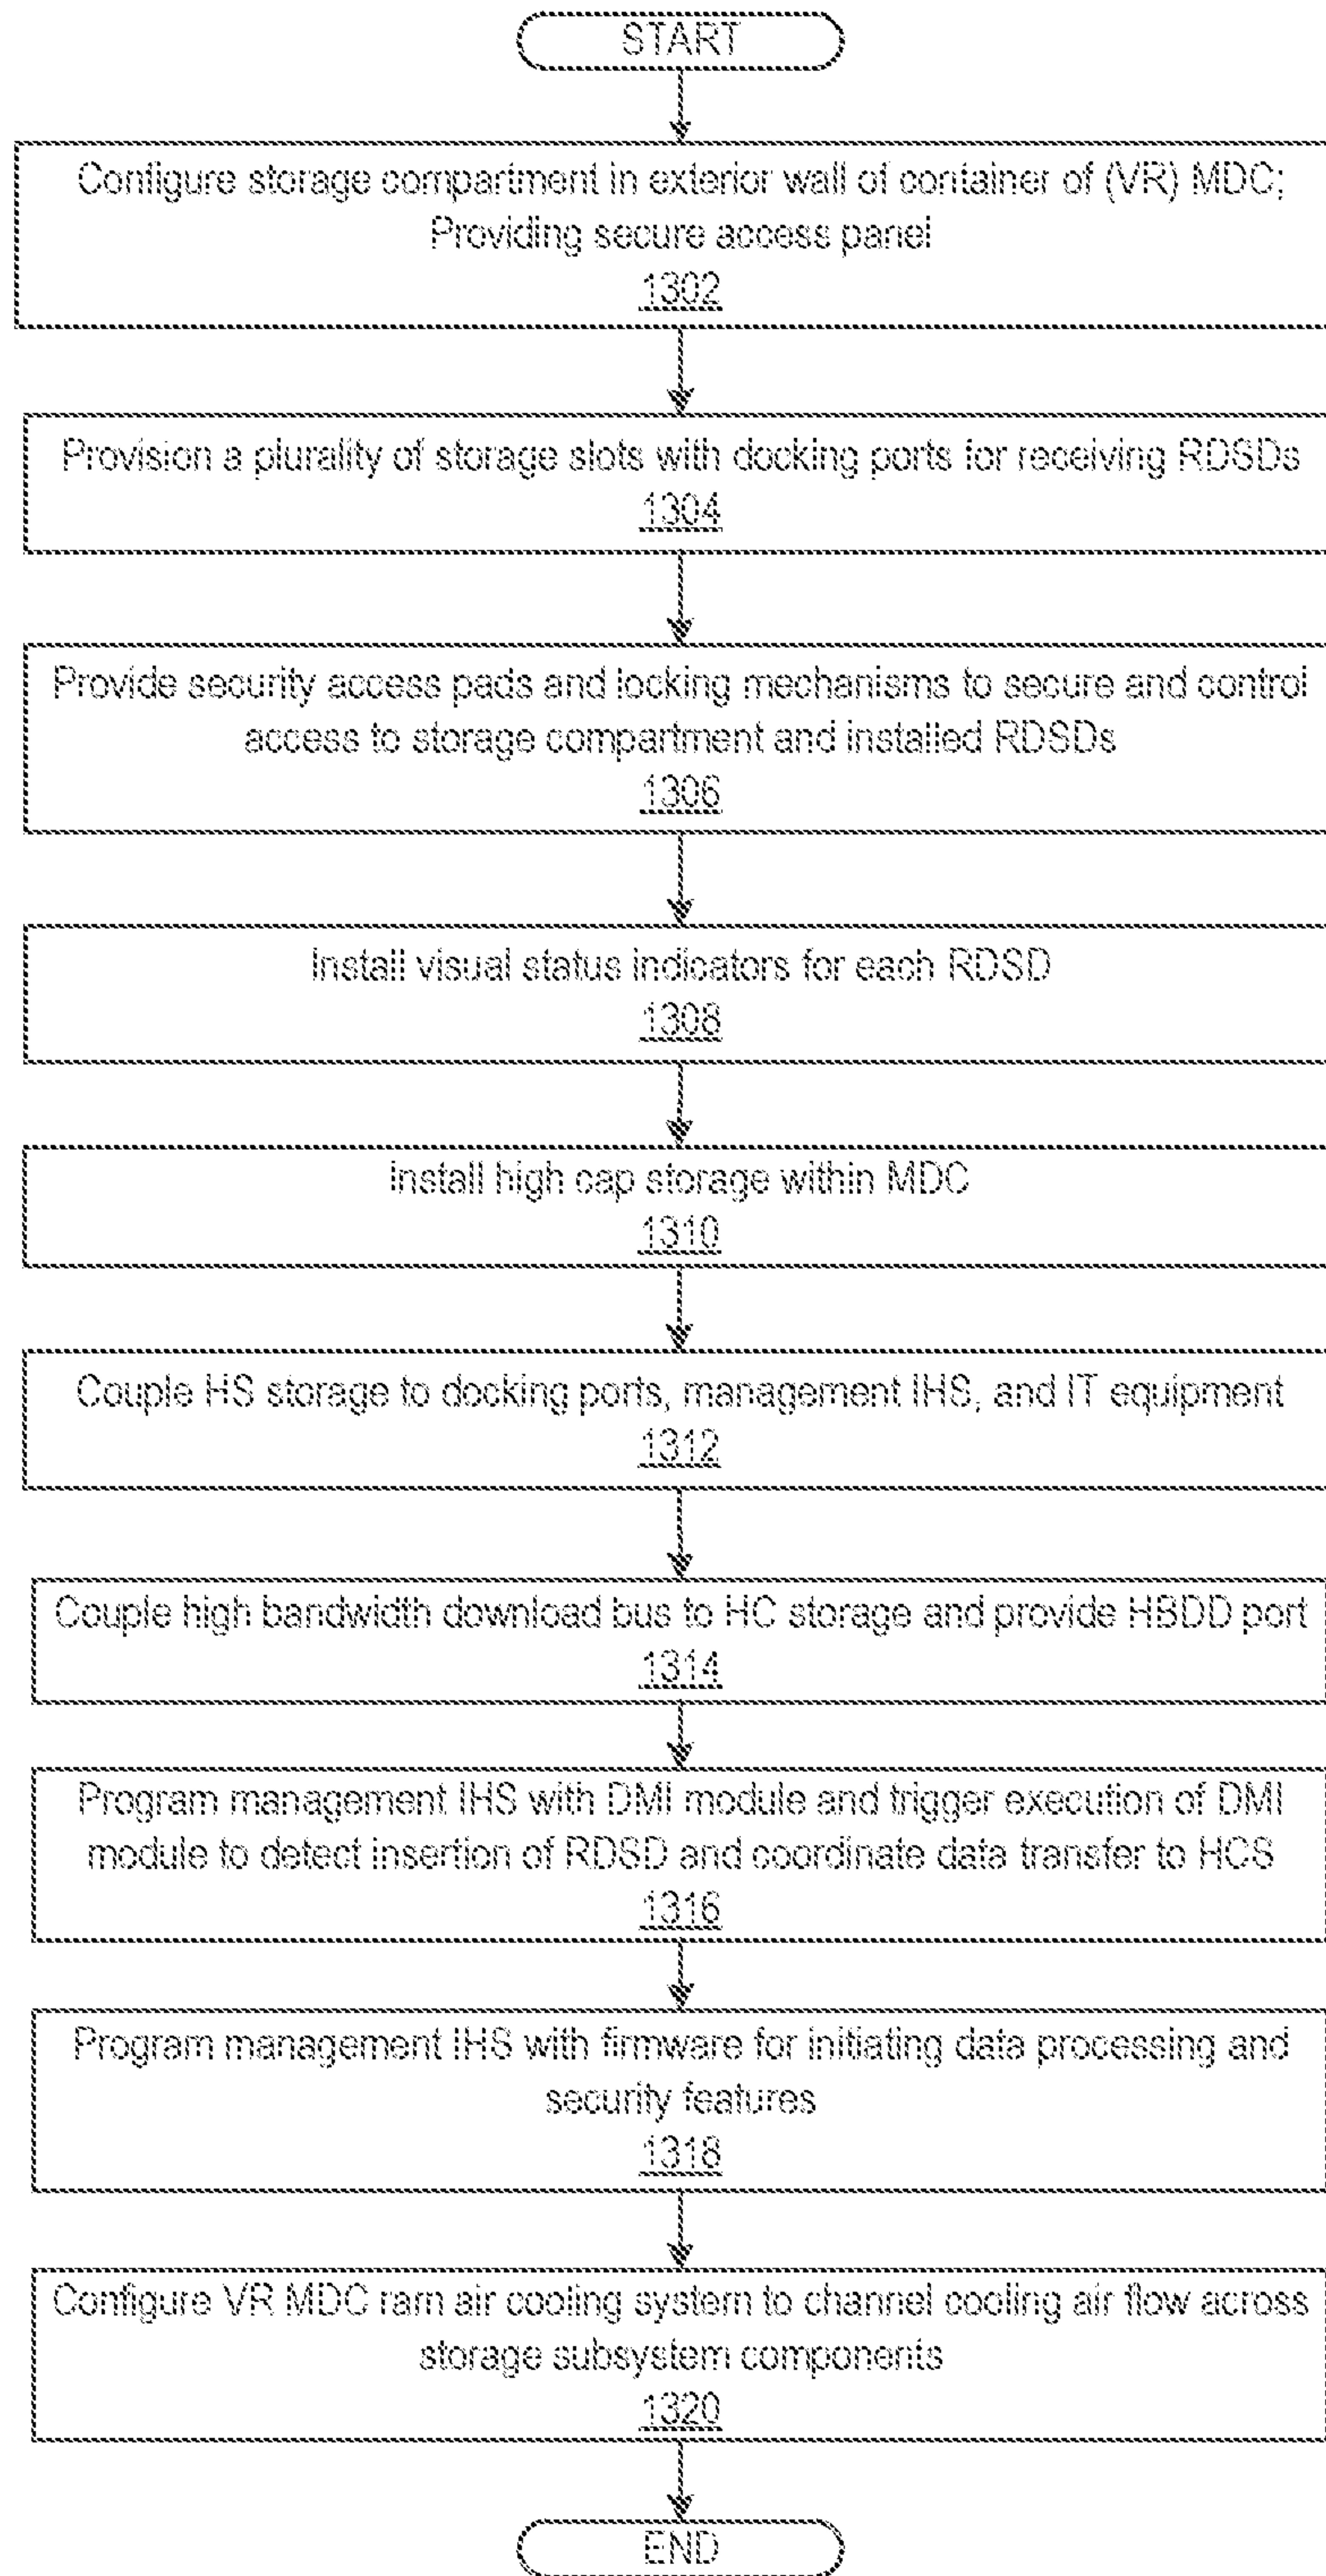 START
Configure storage compartment in exterior wall of container of (VR) MDC;
Providing secure access panel
1302
Provision a plurality of storage slots with docking ports for receiving RDSDs
1304
Provide security access pads and locking mechanisms to secure and control
access to storage compartment and installed RDSDs
1306
Install visual status indicators for each RDSD
1308
Install high cap storage within MDC
1310
Couple HS storage to docking ports, management IHS, and IT equipment
1312
Couple high bandwidth download bus to HC storage and provide HBDD port
1314
Program management IHS with DMI module and trigger execution of DMI
module to detect insertion of RDSD and coordinate data transfer to HCS
1316
Program management IHS with firmware for initiating data processing and
security features
1318
Configure VR MDC ram air cooling system to channel cooling air flow across
storage subsystem components
1320
END